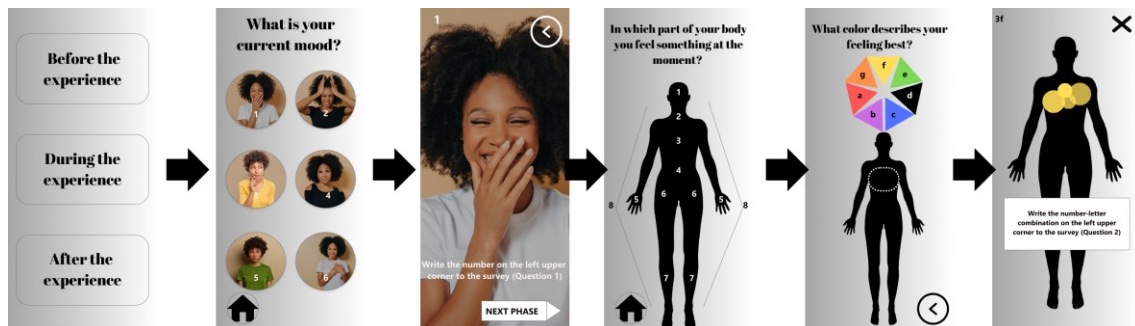 Before the
experience
During the
experience
After the
experience
What is your
current mood?
1
2
4
5
6
1
Write the number on the left upper
corner to the survey (Question 1)
NEXT PHASE
In which part of your body
you feel something at the
moment?
1
2
3
4
5
6
6
5
8
8
7
7
What color describes your
feeling best?
f
g
e
a
d
b
c
3f
Write the number-letter
combination on the left upper
corner to the survey (Question 2)